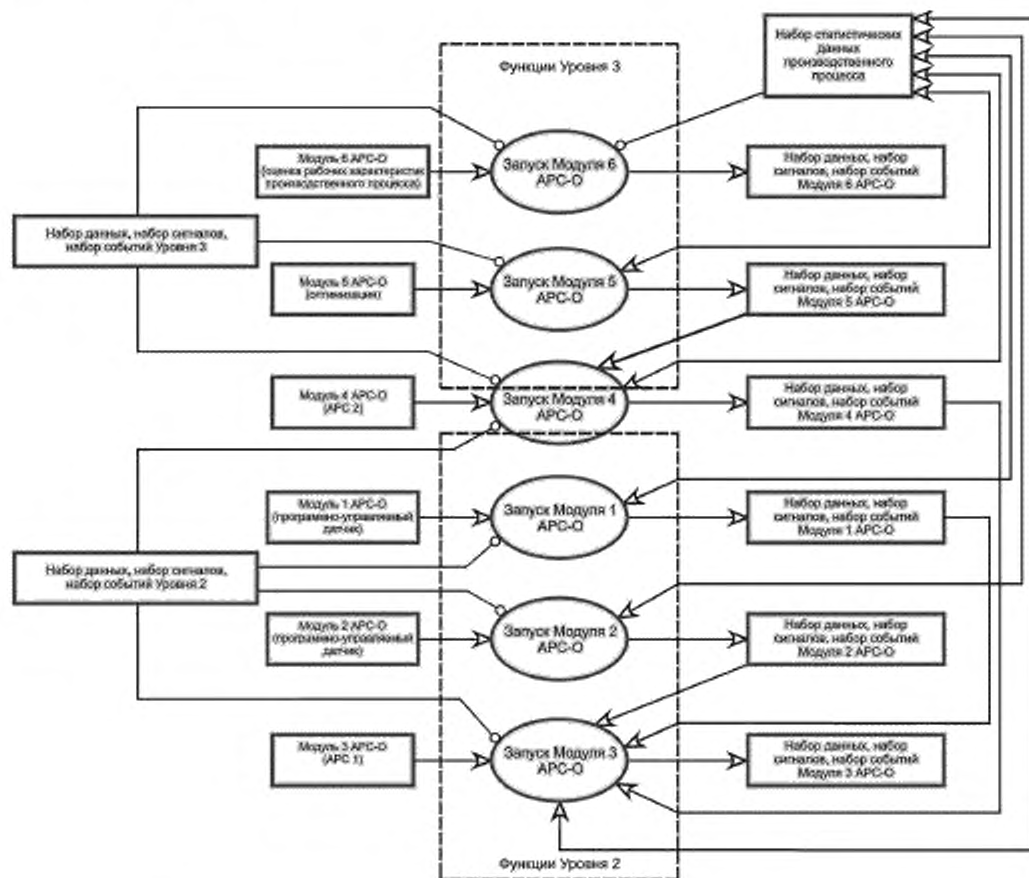 Функции Уровня 3
Набор статистических
данных
производственного
процесса
Модуль 6 APC-O
(оценка рабочих характеристик
производственного процесса)
Запуск Модуля 6
APC-O
Набор данных, набор
сигналов, набор событий
Модуля 6 APC-O
Набор данных, набор сигналов,
набор событий Уровня 3
Модуль 5 APC-O
(оптимизация)
Запуск Модуля 5
APC-O
Набор данных, набор
сигналов, набор событий
Модуля 5 APC-O
Модуль 4 APC-O
(APC 2)
Запуск Модуля 4
APC-O
Набор данных, набор
сигналов, набор событий
Модуля 4 APC-O
Модуль 1 APC-O
(програмно-управляемый
датчик)
Запуск Модуля 1
APC-O
Набор данных, набор
сигналов, набор событий
Модуля 1 APC-O
Набор данных, набор сигналов,
набор событий Уровня 2
Модуль 2 APC-O
(програмно-управляемый
датчик)
Запуск Модуля 2
APC-O
Набор данных, набор
сигналов, набор событий
Модуля 2 APC-O
Модуль 3 APC-O
(APC 1)
Запуск Модуля 3
APC-O
Набор данных, набор
сигналов, набор событий
Модуля 3 APC-O
Функции Уровня 2